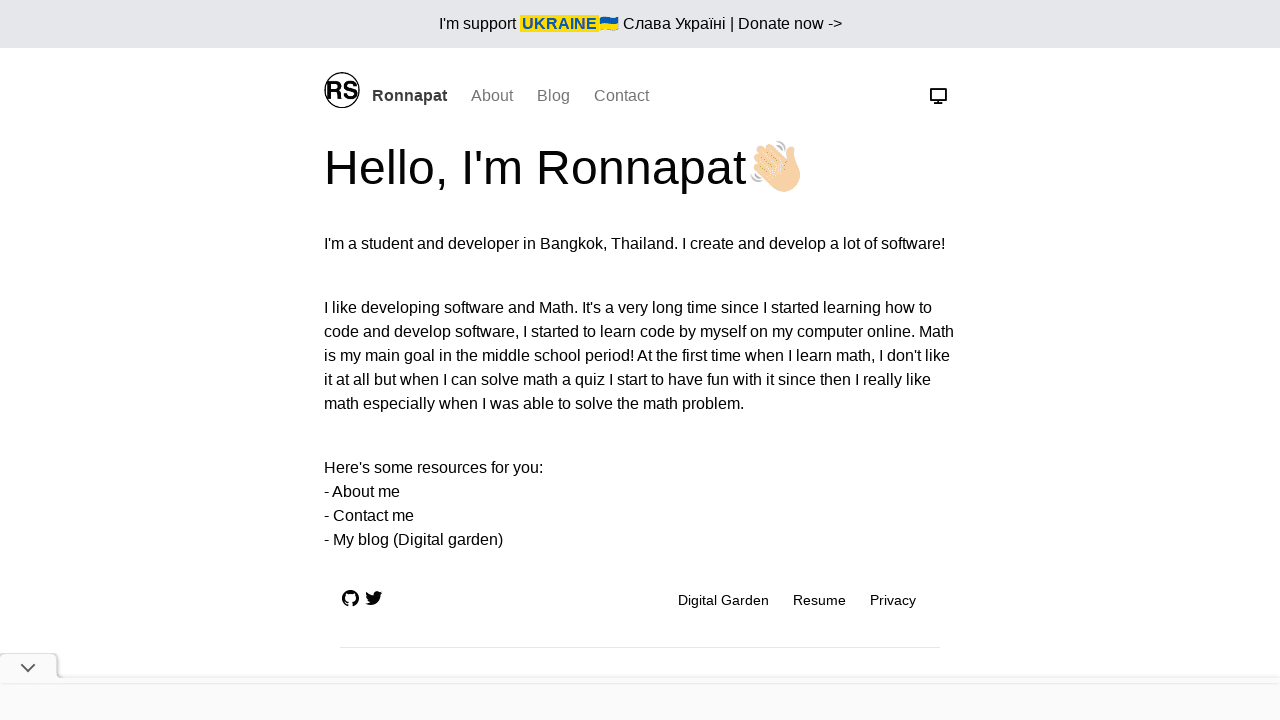 I'm support UKRAINE🇺🇦 Слава Україні | Donate now ->
RS Ronnapat About Blog Contact
Hello, I'm Ronnapat👋🏻
I'm a student and developer in Bangkok, Thailand. I create and develop a lot of software!
I like developing software and Math. It's a very long time since I started learning how to
code and develop software, I started to learn code by myself on my computer online. Math
is my main goal in the middle school period! At the first time when I learn math, I don't like
it at all but when I can solve math a quiz I start to have fun with it since then I really like
math especially when I was able to solve the math problem.
Here's some resources for you:
- About me
- Contact me
- My blog (Digital garden)
Digital Garden Resume Privacy